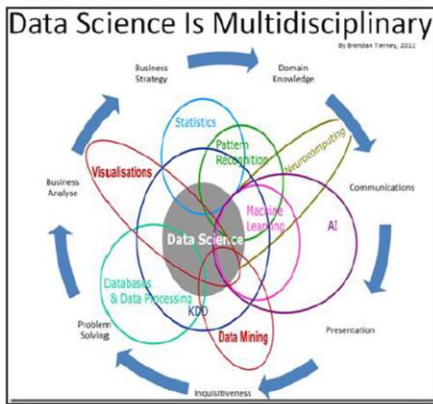 Data Science Is Multidisciplinary
By Brendan Tierney, 2012
Business
Strategy
Domain
Knowledge
Statistics
Pattern
Recognition
Neurocomputing
Visualisations
Business
Analyse
Communications
Machine
Learning
AI
Data Science
Databases
& Data Processing
KDD
Data Mining
Problem
Solving
Presentation
Inquisitiveness